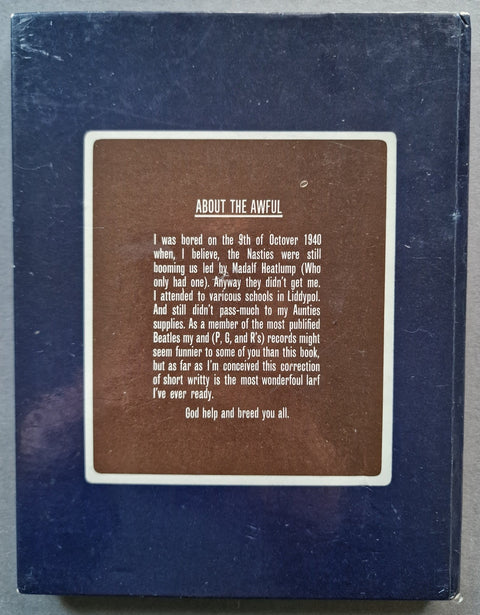 ABOUT THE AWFUL
I was bored on the 9th of Octover 1940
when, I believe, the Nasties were still
booming us led by Madalf Heatlump (Who
only had one). Anyway they didn't get me.
I attended to varicous schools in Liddypol.
And still didn't pass-much to my Aunties
supplies. As a member of the most publified
Beatles my and (P, G, and R's) records might
seem funnier to some of you than this book,
but as far as I'm conceived this correction
of short writty is the most wonderfoul larf
I've ever ready.
God help and breed you all.